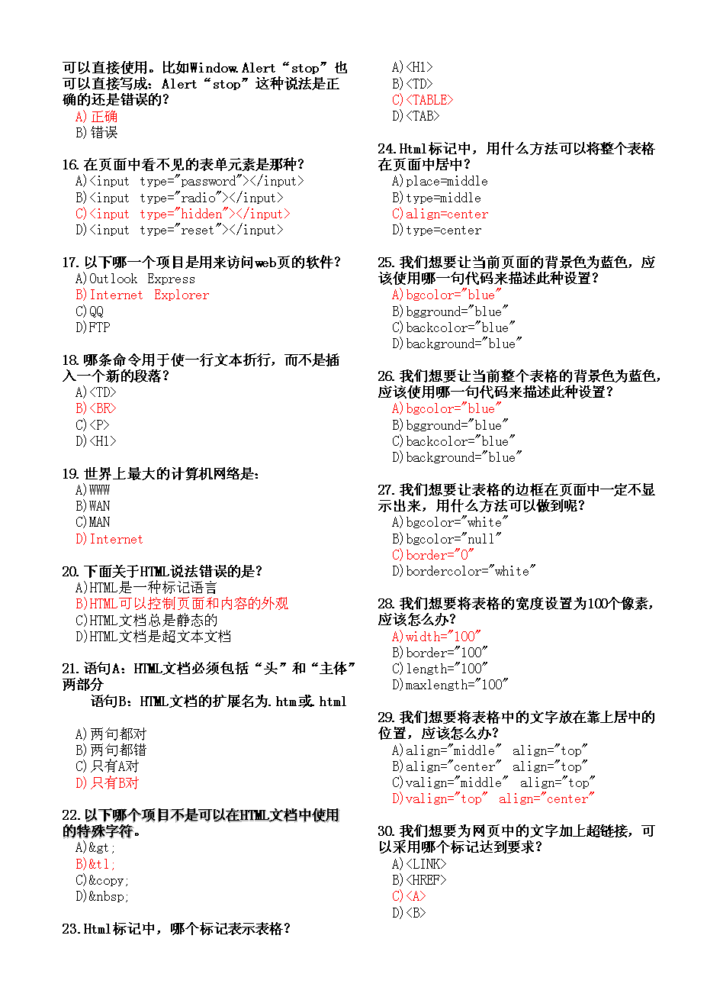 可以直接使用。比如Window.Alert“stop”也
可以直接写成：Alert“stop”这种说法是正
确的还是错误的？
A)正确
B)错误
16.在页面中看不见的表单元素是那种？
A)<input type="password"></input>
B)<input type="radio"></input>
C)<input type="hidden"></input>
D)<input type="reset"></input>
17.以下哪一个项目是用来访问web页的软件？
A)Outlook Express
B)Internet Explorer
C)QQ
D)FTP
18.哪条命令用于使一行文本折行，而不是插
入一个新的段落？
A)<TD>
B)<BR>
C)<P>
D)<H1>
19.世界上最大的计算机网络是：
A)WWW
B)WAN
C)MAN
D)Internet
20.下面关于HTML说法错误的是？
A)HTML是一种标记语言
B)HTML可以控制页面和内容的外观
C)HTML文档总是静态的
D)HTML文档是超文本文档
21.语句A：HTML文档必须包括“头”和“主体”
两部分
语句B：HTML文档的扩展名为.htm或.html
A)两句都对
B)两句都错
C)只有A对
D)只有B对
22.以下哪个项目不是可以在HTML文档中使用
的特殊字符。
A)&gt;
B)&tl;
C)&copy;
D)&nbsp;
23.Html标记中，哪个标记表示表格？
A)<H1>
B)<TD>
C)<TABLE>
D)<TAB>
24.Html标记中，用什么方法可以将整个表格
在页面中居中？
A)place=middle
B)type=middle
C)align=center
D)type=center
25.我们想要让当前页面的背景色为蓝色，应
该使用哪一句代码来描述此种设置？
A)bgcolor="blue"
B)bgground="blue"
C)backcolor="blue"
D)background="blue"
26.我们想要让当前整个表格的背景色为蓝色，
应该使用哪一句代码来描述此种设置？
A)bgcolor="blue"
B)bgground="blue"
C)backcolor="blue"
D)background="blue"
27.我们想要让表格的边框在页面中一定不显
示出来，用什么方法可以做到呢？
A)bgcolor="white"
B)bgcolor="null"
C)border="0"
D)bordercolor="white"
28.我们想要将表格的宽度设置为100个像素，
应该怎么办？
A)width="100"
B)border="100"
C)length="100"
D)maxlength="100"
29.我们想要将表格中的文字放在靠上居中的
位置，应该怎么办？
A)align="middle" align="top"
B)align="center" align="top"
C)valign="middle" align="top"
D)valign="top" align="center"
30.我们想要为网页中的文字加上超链接，可
以采用哪个标记达到要求？
A)<LINK>
B)<HREF>
C)<A>
D)<B>